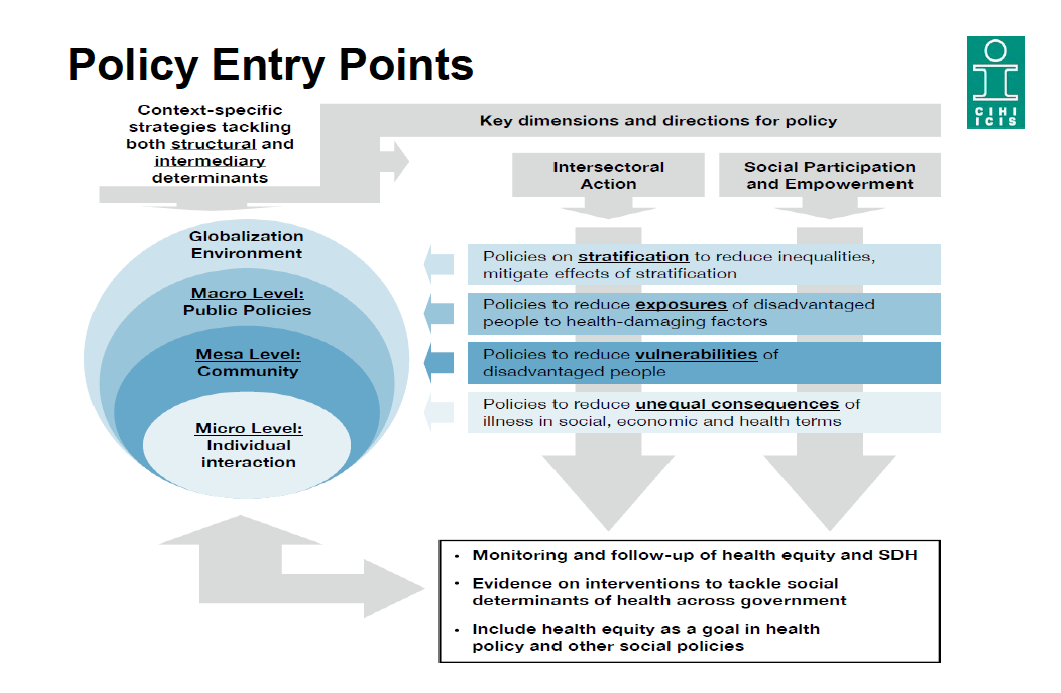 Policy Entry Points
CIHI
ICIS
Context-specific
strategies tackling
both structural and
intermediary
determinants
Key dimensions and directions for policy
Intersectoral
Action
Social Participation
and Empowerment
Globalization
Environment
Macro Level:
Public Policies
Mesa Level:
Community
Micro Level:
Individual
interaction
Policies on stratification to reduce inequalities,
mitigate effects of stratification
Policies to reduce exposures of disadvantaged
people to health-damaging factors
Policies to reduce vulnerabilities of
disadvantaged people
Policies to reduce unequal consequences of
illness in social, economic and health terms
• Monitoring and follow-up of health equity and SDH
• Evidence on interventions to tackle social
determinants of health across government
• Include health equity as a goal in health
policy and other social policies